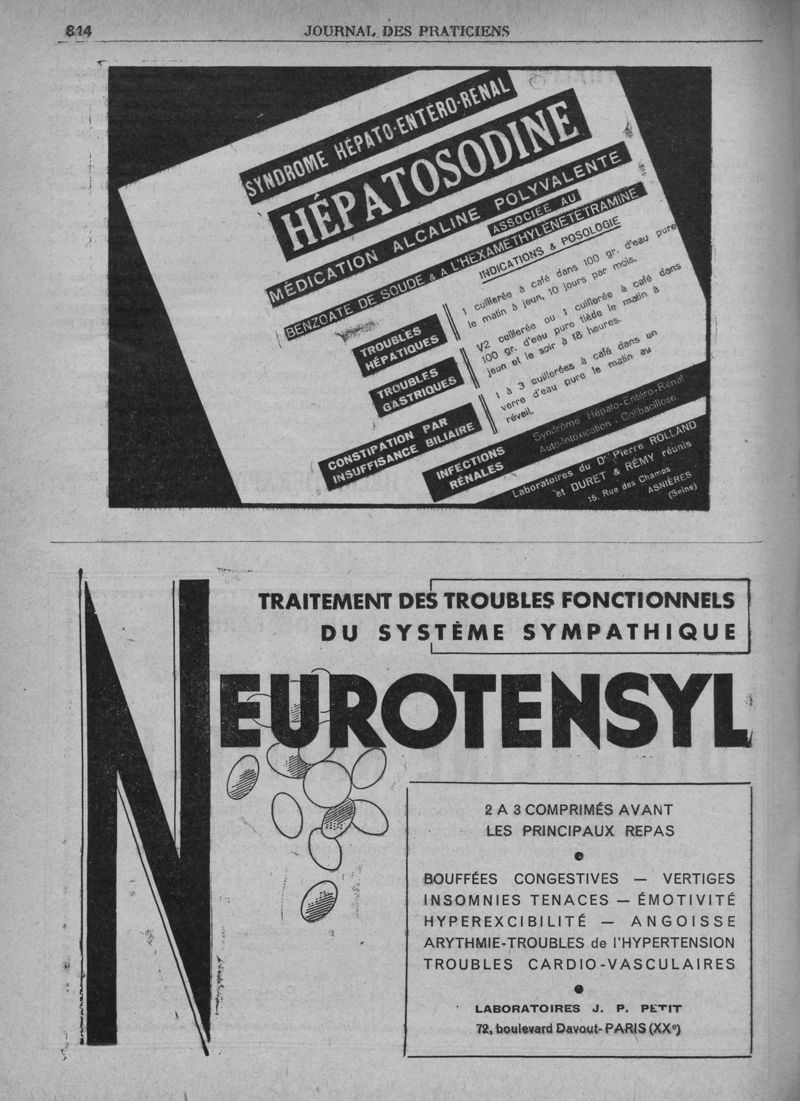 814
JOURNAL DES PRATICIENS
SYNDROME HÉPATO-ENTÉRO-RENAL
HÉPATOSODINE
MÉDICATION ALCALINE POLYVALENTE
ASSOCIÉE AU
BENZOATE DE SOUDE & A L'HEXAMETHYLÉNETÉTRAMINE
INDICATIONS & POSOLOGIE
TROUBLES
HÉPATIQUES
1 cuillerée à café dans 100 gr. d'eau pure
le matin à jeun, 10 jours par mois.
TROUBLES
GASTRIQUES
1/2 cuillerée ou 1 cuillerée à café dans
100 gr. d'eau pure tiède le matin à
jeun et le soir à 18 heures.
CONSTIPATION PAR
INSUFFISANCE BILIAIRE
1 à 3 cuillerées à café dans un
verre d'eau pure le matin au
réveil.
INFECTIONS
RÉNALES
Syndrôme Hépato-Entéro-Rénal
Auto-Intoxication - Colibacillose
Laboratoires du Dr Pierre ROLLAND
et DURET & RÉMY réunis
15, Rue des Champs
ASNIÈRES
(Seine)
TRAITEMENT DES TROUBLES FONCTIONNELS
DU SYSTÈME SYMPATHIQUE
NEUROTENSYL
2 A 3 COMPRIMÉS AVANT
LES PRINCIPAUX REPAS
BOUFFÉES CONGESTIVES — VERTIGES
INSOMNIES TENACES — ÉMOTIVITÉ
HYPEREXCIBILITÉ — ANGOISSE
ARYTHMIE-TROUBLES de l'HYPERTENSION
TROUBLES CARDIO-VASCULAIRES
LABORATOIRES J. P. PETIT
72, boulevard Davout-PARIS (XXe)